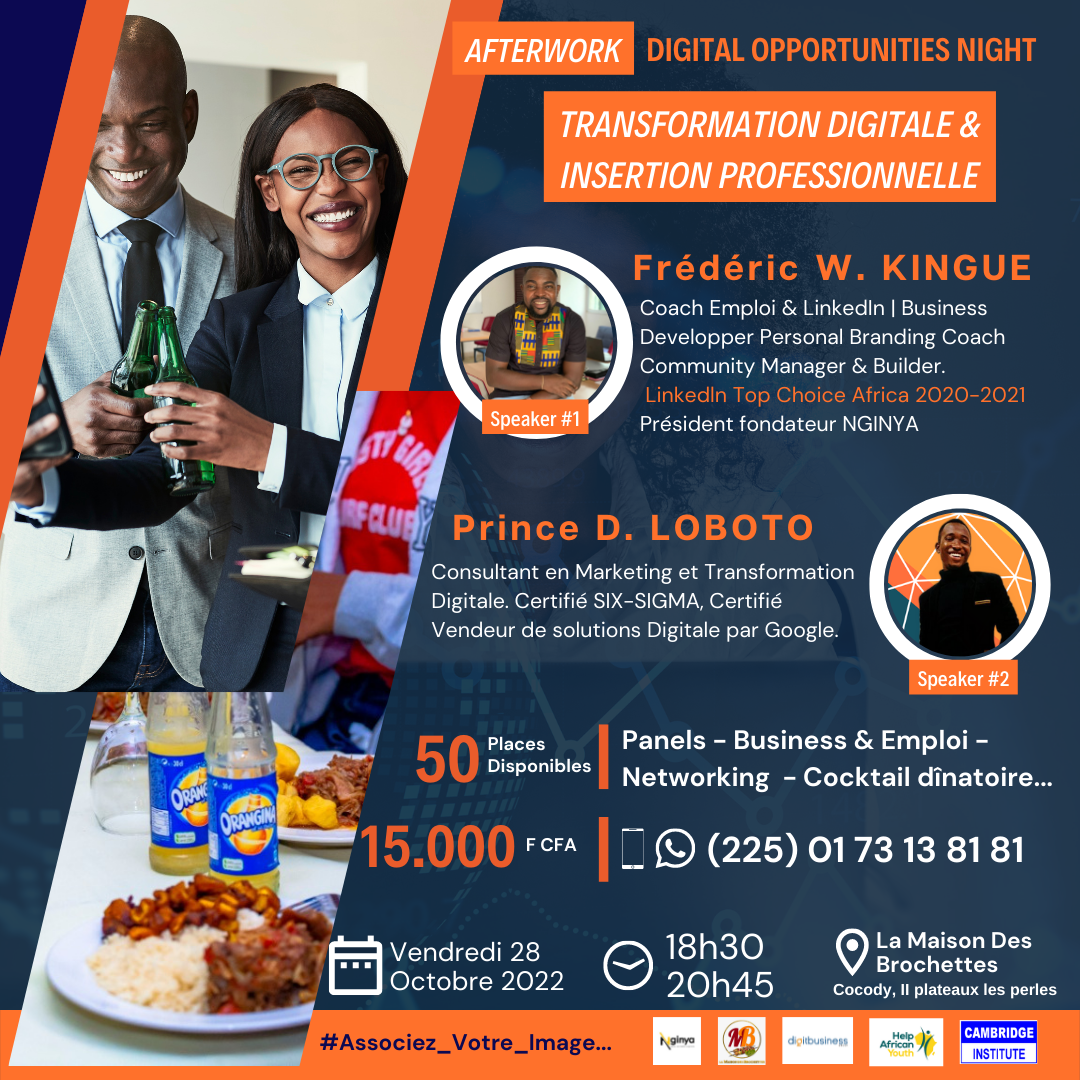 AFTERWORK DIGITAL OPPORTUNITIES NIGHT
TRANSFORMATION DIGITALE &
INSERTION PROFESSIONNELLE
Frédéric W. KINGUE
Coach Emploi & LinkedIn | Business
Developper Personal Branding Coach
Community Manager & Builder.
LinkedIn Top Choice Africa 2020-2021
Président fondateur NGINYA
Speaker #1
Prince D. LOBOTO
Consultant en Marketing et Transformation
Digitale. Certifié SIX-SIGMA, Certifié
Vendeur de solutions Digitale par Google.
Speaker #2
50 Places
Disponibles
Panels - Business & Emploi -
Networking - Cocktail dînatoire...
15.000 F CFA
(225) 01 73 13 81 81
Vendredi 28
Octobre 2022
18h30
20h45
La Maison Des
Brochettes
Cocody, II plateaux les perles
#Associez_Votre_Image...
Nginya
MB
digitbusiness
Help
African
Youth
CAMBRIDGE
INSTITUTE
ORANGINA